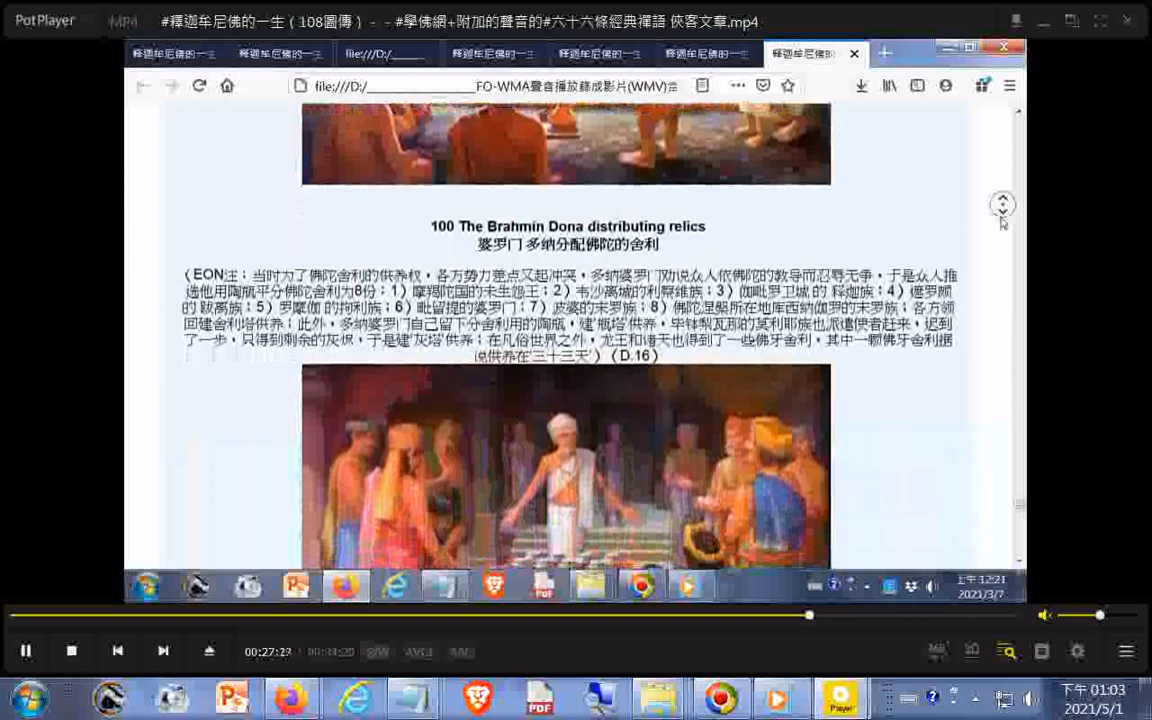 PotPlayer MP4 #釋迦牟尼佛的一生（108圖傳）- - #學佛網+附加的聲音的#六十六條經典禪語 俠客文章.mp4
釋迦牟尼佛的一生 釋迦牟尼佛的一生 file:///D:/ 釋迦牟尼佛的一生 釋迦牟尼佛的一生 釋迦牟尼佛的一生 釋迦牟尼佛的
file:///D:/ FO-WMA聲音播放錄成影片(WMV)
100 The Brahmin Dona distributing relics
婆罗门 多纳分配佛陀的舍利
（EON注：当时为了佛陀舍利的供养权，各方势力差点又起冲突，多纳婆罗门劝说众人依佛陀的教导而忍辱无争，于是众人推
选他用陶瓶平分佛陀舍利为8份：1）摩羯陀国的未生怨王；2）韦沙离城的利察维族；3）伽毗罗卫城 的 释迦族；4）遮罗颇
的 跋离族；5）罗摩伽 的拘利族；6）毗留提的婆罗门；7）波婆的末罗族；8）佛陀涅槃所在地库西纳伽罗的末罗族；各方领
回建舍利塔供养；此外，多纳婆罗门自己留下分舍利用的陶瓶，建'瓶塔'供养，毕钵梨瓦那的莫利耶族也派遣使者赶来，迟到
了一步，只得到剩余的灰烬，于是建'灰塔'供养；在凡俗世界之外，龙王和诸天也得到了一些佛牙舍利，其中一颗佛牙舍利据
说供养在'三十三天'）（D.16）
上午 12:21
2021/3/7
00:27:27
下午 01:03
2021/5/1